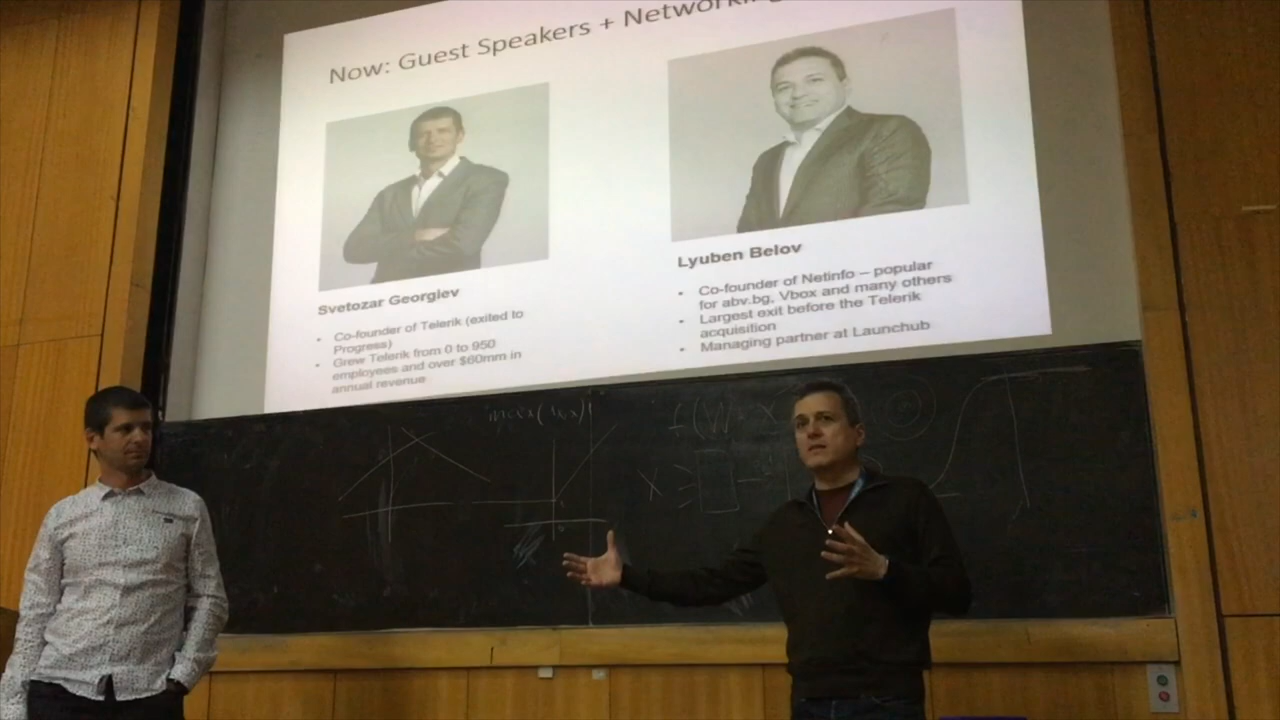 Now: Guest Speakers + Networking
Svetozar Georgiev
• Co-founder of Telerik (exited to
Progress)
• Grew Telerik from 0 to 950
employees and over $60mm in
annual revenue
Lyuben Belov
• Co-founder of Netinfo – popular
for abv.bg, Vbox and many others
• Largest exit before the Telerik
acquisition
• Managing partner at Launchub
X